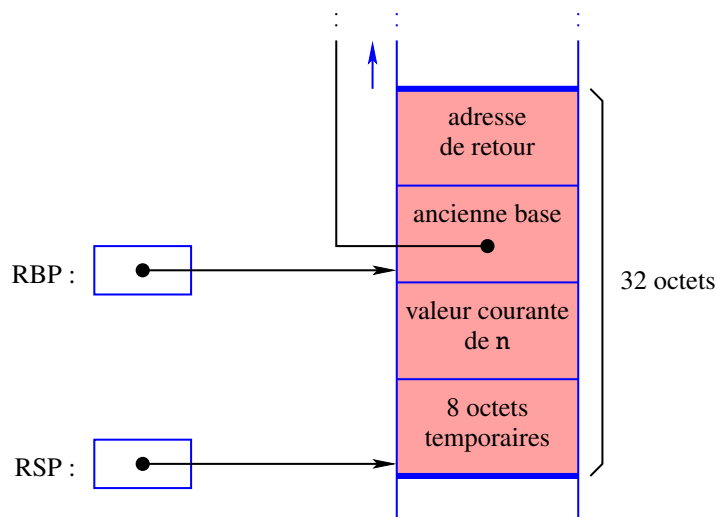 adresse
de retour
ancienne base
RBP :
valeur courante
de n
32 octets
8 octets
temporaires
RSP :